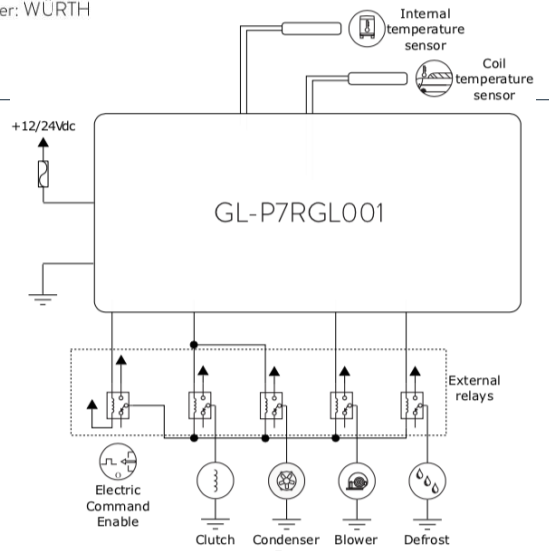 er: WÜRTH
Internal
temperature
sensor
Coil
temperature
sensor
+12/24Vdc
GL-P7RGL001
External
relays
Electric
Command
Enable
Clutch
Condenser
Blower
Defrost